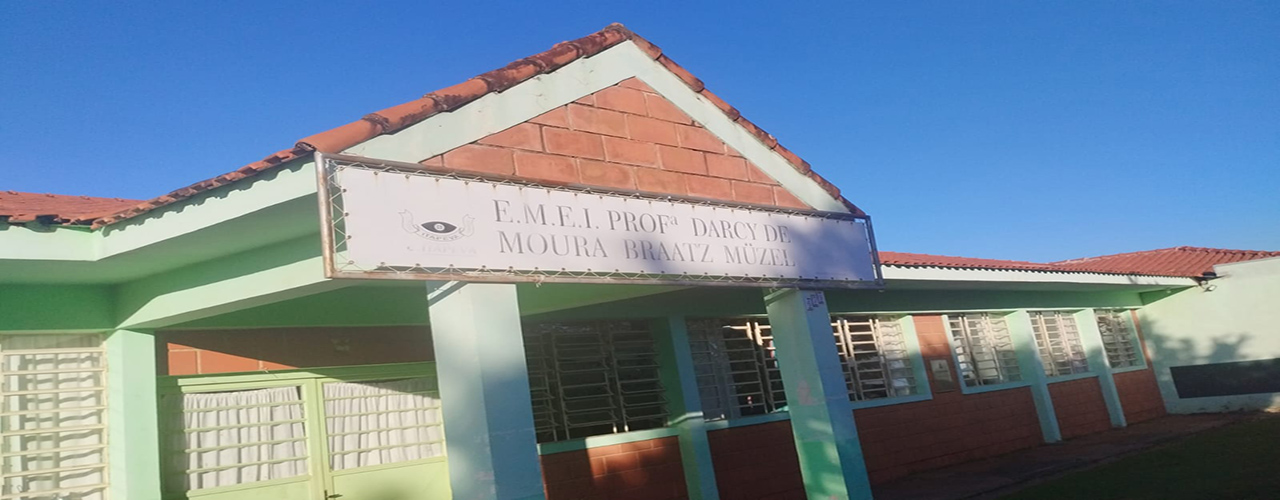 E.M.E.I. PROFª DARCY DE
MOURA BRAATZ MÜZEL